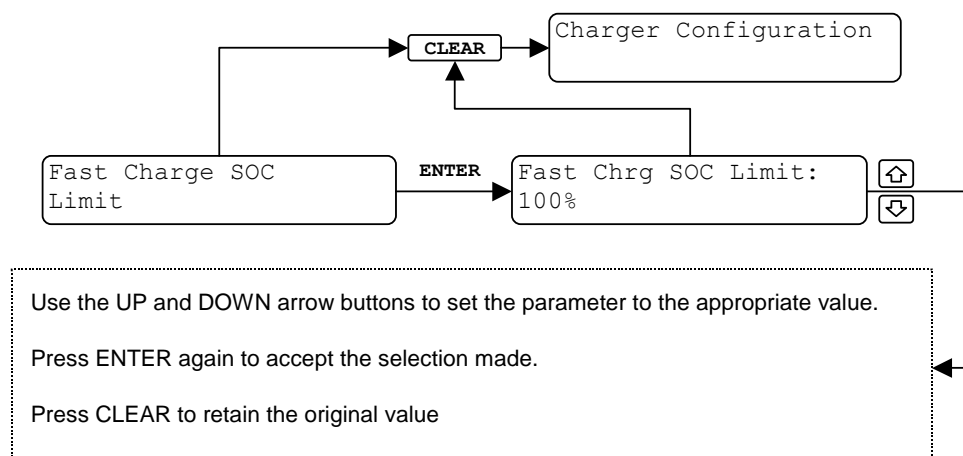 Charger Configuration
CLEAR
Fast Charge SOC
Limit
ENTER
Fast Chrg SOC Limit:
100%
Use the UP and DOWN arrow buttons to set the parameter to the appropriate value.
Press ENTER again to accept the selection made.
Press CLEAR to retain the original value